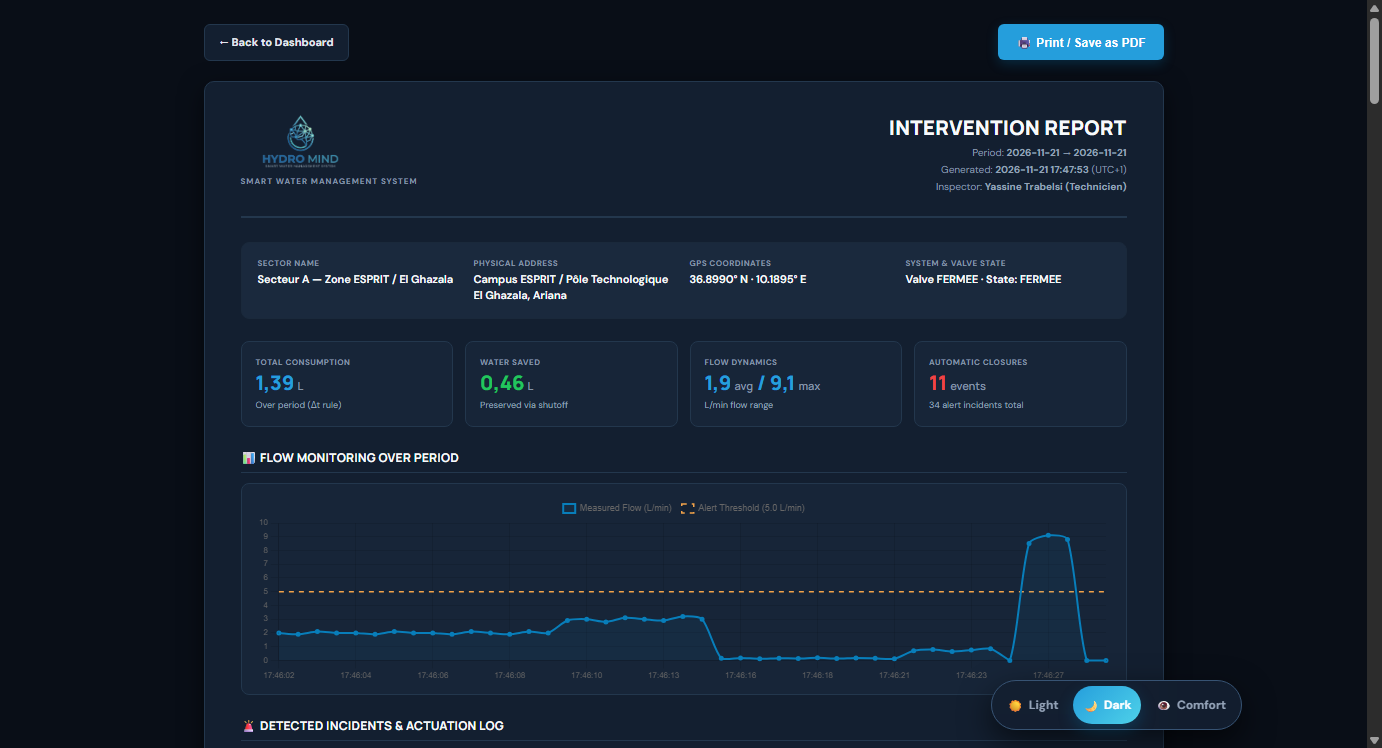 ← Back to Dashboard
Print / Save as PDF
HYDRO MIND
SMART WATER MANAGEMENT SYSTEM
INTERVENTION REPORT
Period: 2026-11-21 → 2026-11-21
Generated: 2026-11-21 17:47:53 (UTC+1)
Inspector: Yassine Trabelsi (Technicien)
SECTOR NAME
Secteur A — Zone ESPRIT / El Ghazala
PHYSICAL ADDRESS
Campus ESPRIT / Pôle Technologique
El Ghazala, Ariana
GPS COORDINATES
36.8990° N · 10.1895° E
SYSTEM & VALVE STATE
Valve FERMEE · State: FERMEE
TOTAL CONSUMPTION
1,39 L
Over period (Δt rule)
WATER SAVED
0,46 L
Preserved via shutoff
FLOW DYNAMICS
1,9 avg / 9,1 max
L/min flow range
AUTOMATIC CLOSURES
11 events
34 alert incidents total
FLOW MONITORING OVER PERIOD
Measured Flow (L/min) Alert Threshold (5.0 L/min)
10
9
8
7
6
5
4
3
2
1
0
17:46:02 17:46:04 17:46:06 17:46:08 17:46:10 17:46:13 17:46:16 17:46:18 17:46:21 17:46:23 17:46:27
DETECTED INCIDENTS & ACTUATION LOG
Light Dark Comfort